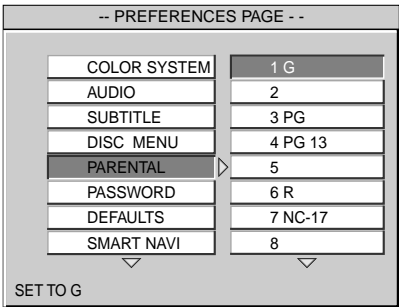 -- PREFERENCES PAGE - -
COLOR SYSTEM
AUDIO
SUBTITLE
DISC MENU
PARENTAL
PASSWORD
DEFAULTS
SMART NAVI
1 G
2
3 PG
4 PG 13
5
6 R
7 NC-17
8
SET TO G